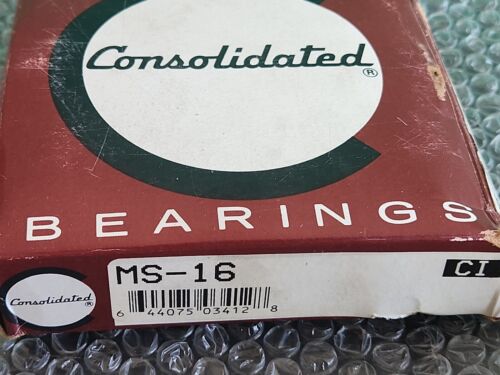 Consolidated®
BEARINGS
MS-16
CI
Consolidated®
6 44075 03412 8